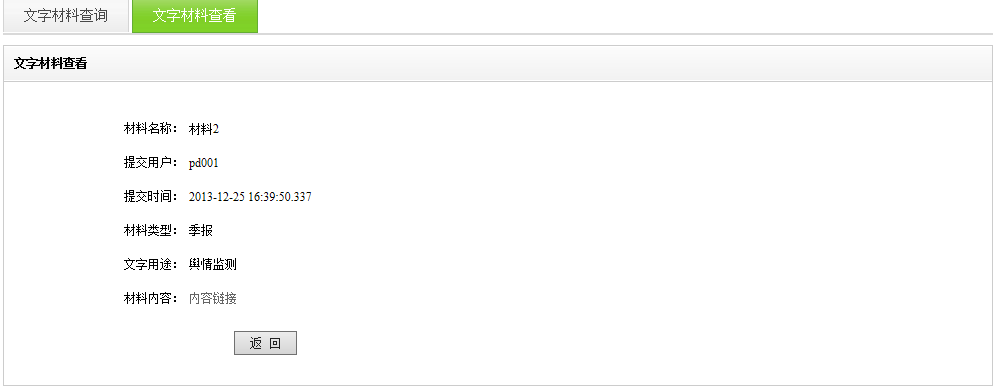 文字材料查询 文字材料查看
文字材料查看
材料名称： 材料2
提交用户： pd001
提交时间： 2013-12-25 16:39:50.337
材料类型： 季报
文字用途： 舆情监测
材料内容： 内容链接
返 回